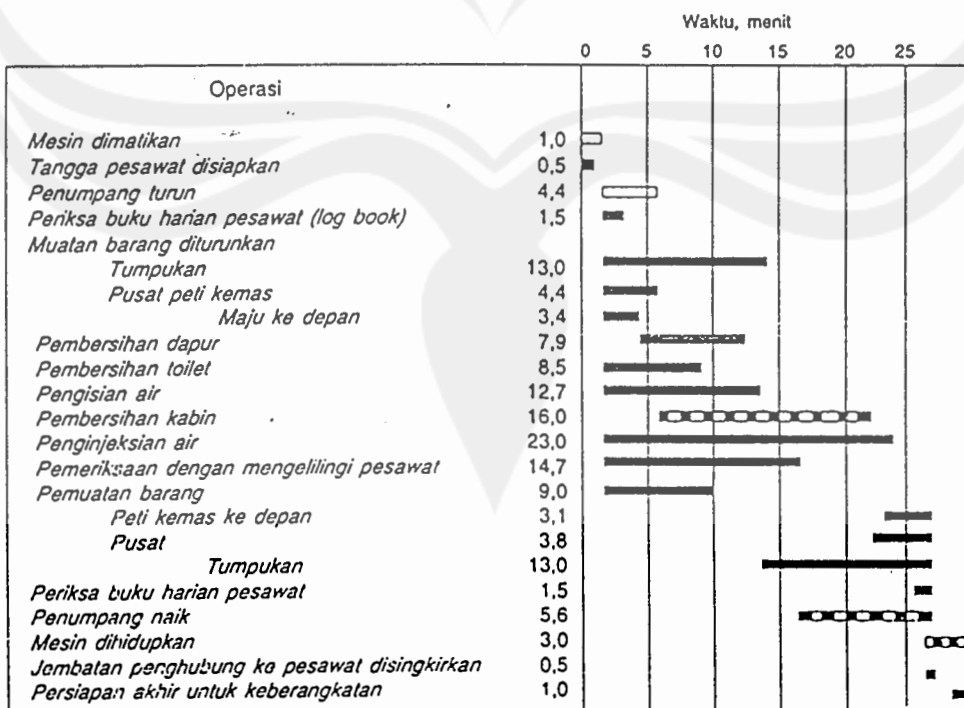 Waktu, menit
0 5 10 15 20 25
Operasi
Mesin dimatikan 1,0
Tangga pesawat disiapkan 0,5
Penumpang turun 4,4
Periksa buku harian pesawat (log book) 1,5
Muatan barang diturunkan
Tumpukan 13,0
Pusat peti kemas 4,4
Maju ke depan 3,4
Pembersihan dapur 7,9
Pembersihan toilet 8,5
Pengisian air 12,7
Pembersihan kabin 16,0
Penginjeksian air 23,0
Pemeriksaan dengan mengelilingi pesawat 14,7
Pemuatan barang 9,0
Peti kemas ke depan 3,1
Pusat 3,8
Tumpukan 13,0
Periksa buku harian pesawat 1,5
Penumpang naik 5,6
Mesin dihidupkan 3,0
Jembatan penghubung ke pesawat disingkirkan 0,5
Persiapan akhir untuk keberangkatan 1,0